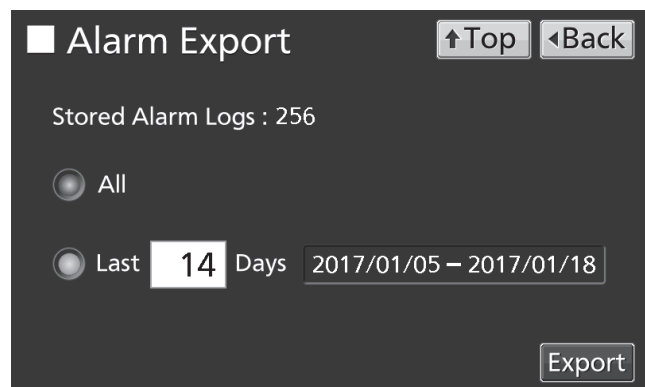 Alarm Export
↑Top
◂Back
Stored Alarm Logs : 256
All
Last 14 Days 2017/01/05 – 2017/01/18
Export